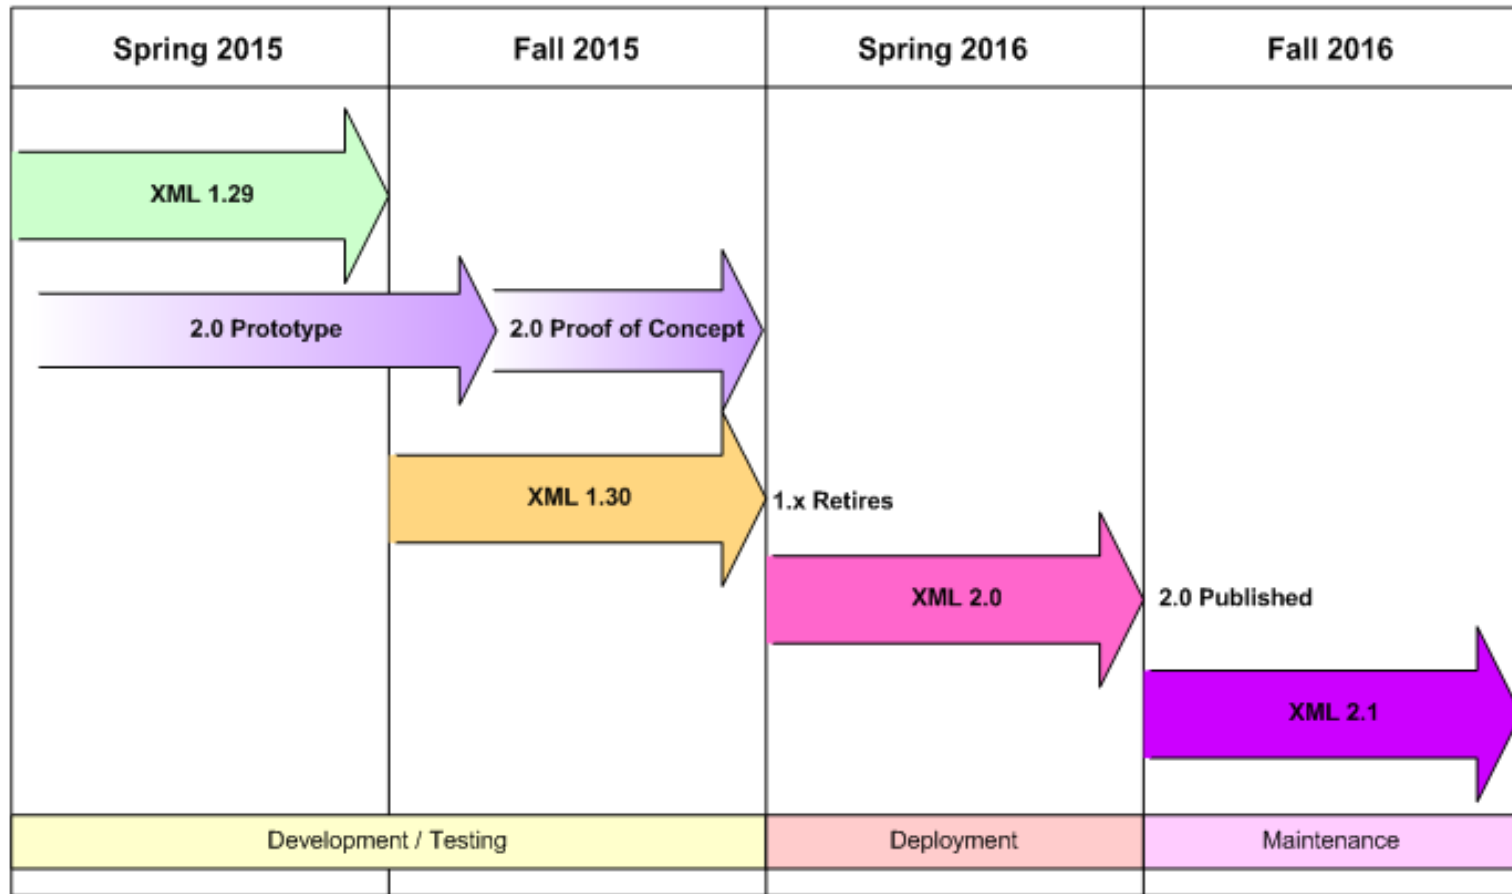 Spring 2015
Fall 2015
Spring 2016
Fall 2016
XML 1.29
2.0 Prototype
2.0 Proof of Concept
XML 1.30
1.x Retires
XML 2.0
2.0 Published
XML 2.1
Development / Testing
Deployment
Maintenance